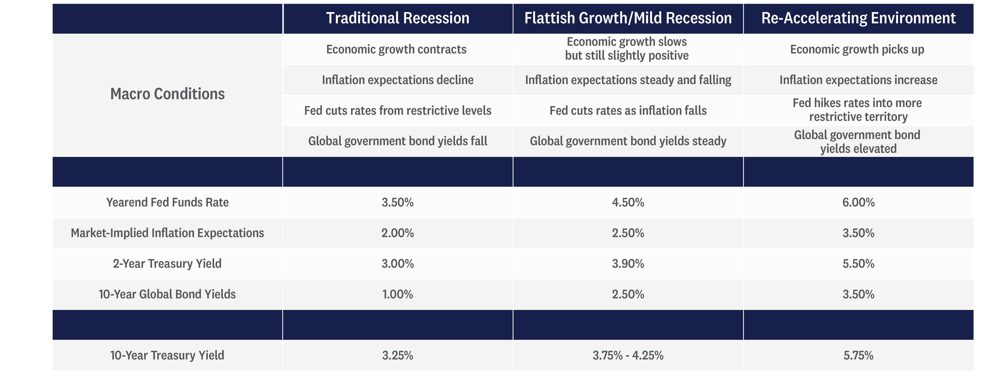 Traditional Recession
Flattish Growth/Mild Recession
Re-Accelerating Environment
Macro Conditions
Economic growth contracts
Economic growth slows
but still slightly positive
Economic growth picks up
Inflation expectations decline
Inflation expectations steady and falling
Inflation expectations increase
Fed cuts rates from restrictive levels
Fed cuts rates as inflation falls
Fed hikes rates into more
restrictive territory
Global government bond yields fall
Global government bond yields steady
Global government bond
yields elevated
Yearend Fed Funds Rate
3.50%
4.50%
6.00%
Market-Implied Inflation Expectations
2.00%
2.50%
3.50%
2-Year Treasury Yield
3.00%
3.90%
5.50%
10-Year Global Bond Yields
1.00%
2.50%
3.50%
10-Year Treasury Yield
3.25%
3.75% - 4.25%
5.75%